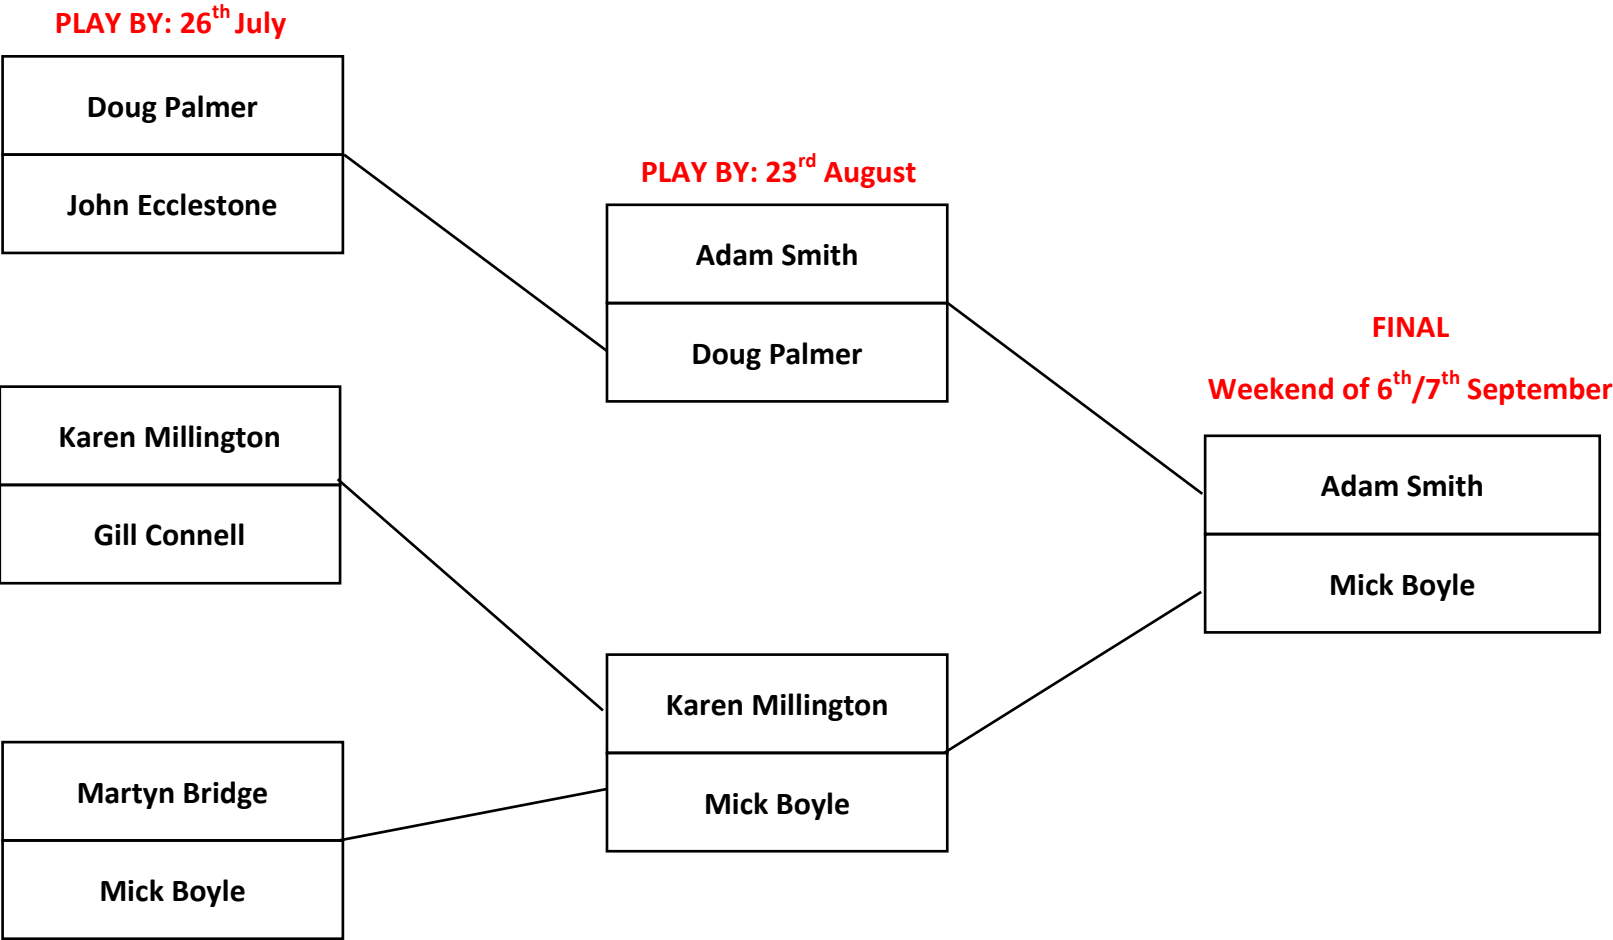 PLAY BY: 26th July
Doug Palmer
John Ecclestone
Karen Millington
Gill Connell
Martyn Bridge
Mick Boyle
PLAY BY: 23rd August
Adam Smith
Doug Palmer
Karen Millington
Mick Boyle
FINAL
Weekend of 6th/7th September
Adam Smith
Mick Boyle